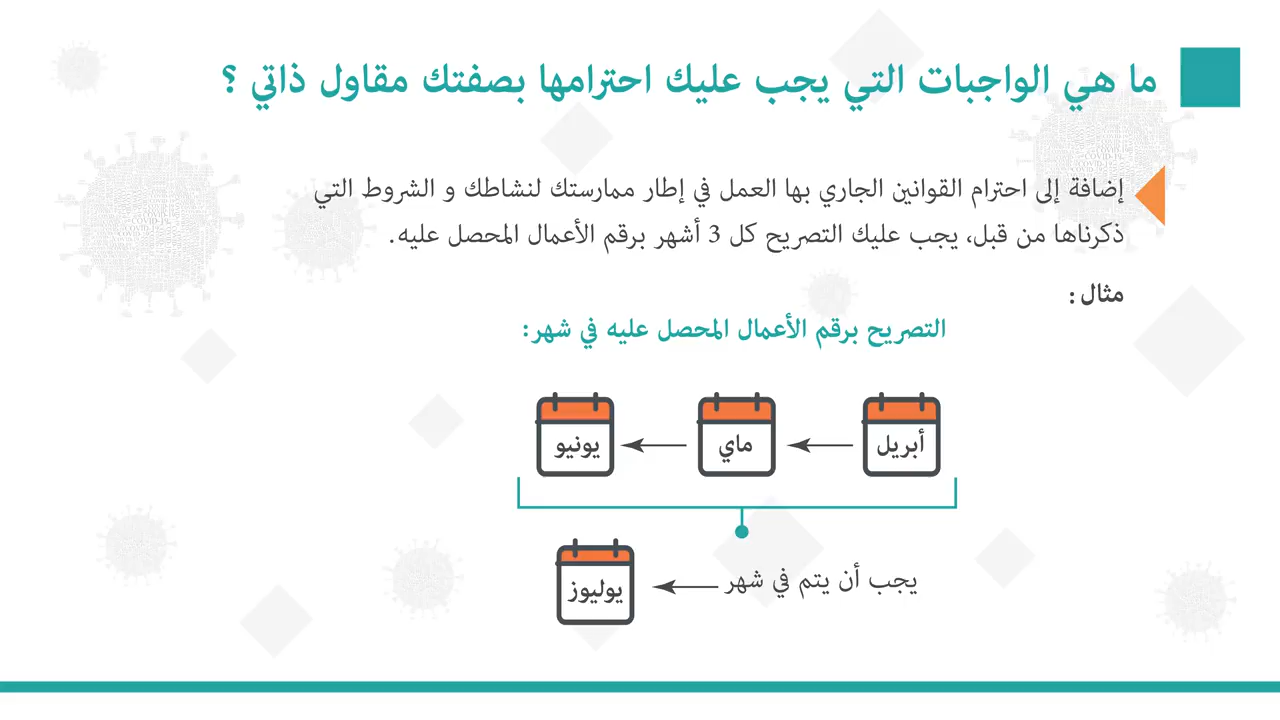 ما هي الواجبات التي يجب عليك احترامها بصفتك مقاول ذاتي ؟
إضافة إلى احترام القوانين الجاري بها العمل في إطار ممارستك لنشاطك و الشروط التي
ذكرناها من قبل، يجب عليك التصريح كل 3 أشهر برقم الأعمال المحصل عليه.
مثال :
التصريح برقم الأعمال المحصل عليه في شهر:
أبريل
ماي
يونيو
يجب أن يتم في شهر
يوليوز